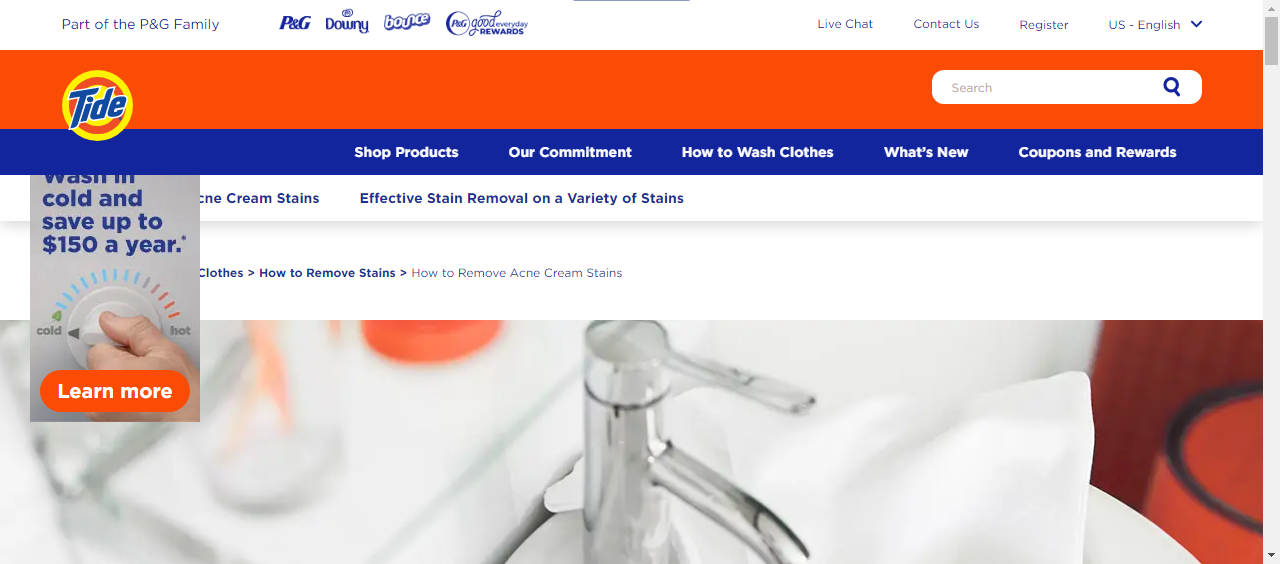 Part of the P&G Family
P&G
Downy
bounce
P&G good everyday
REWARDS
Live Chat
Contact Us
Register
US - English
Tide
Search
Shop Products
Our Commitment
How to Wash Clothes
What's New
Coupons and Rewards
Cream Stains
Effective Stain Removal on a Variety of Stains
Wash in
cold and
save up to
$150 a year.*
cold
hot
Learn more
Clothes > How to Remove Stains > How to Remove Acne Cream Stains